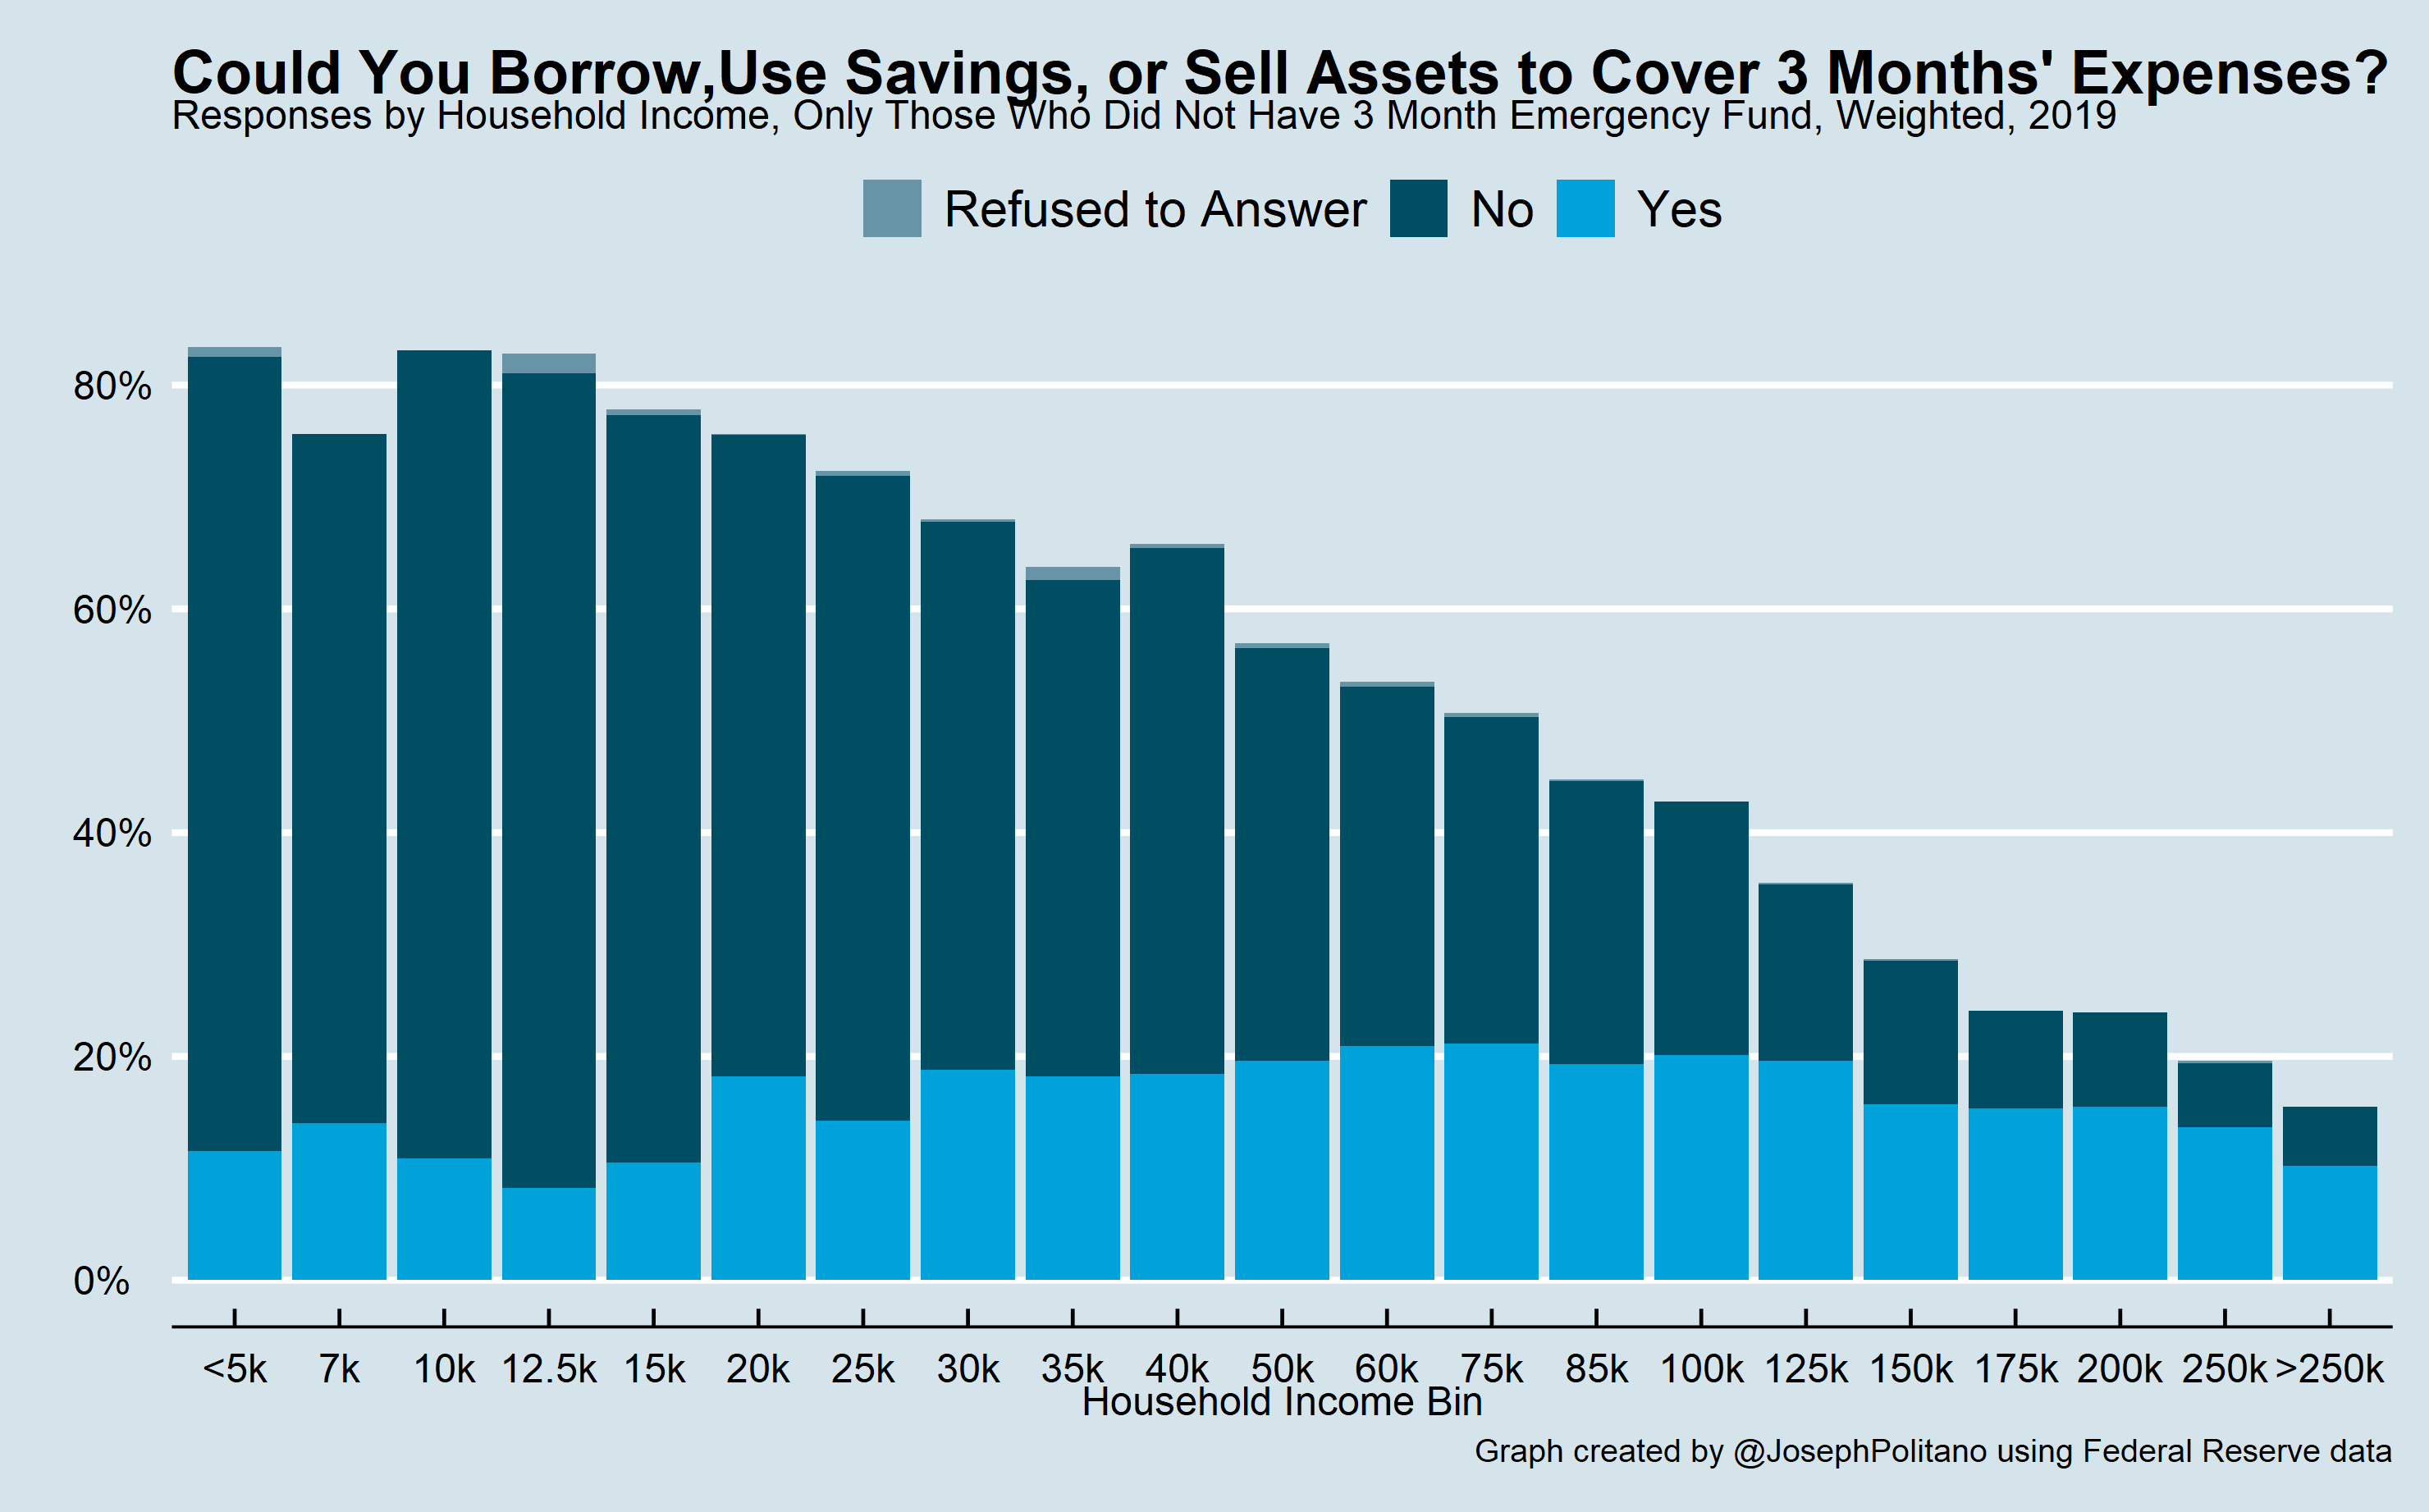 Could You Borrow,Use Savings, or Sell Assets to Cover 3 Months' Expenses?
Responses by Household Income, Only Those Who Did Not Have 3 Month Emergency Fund, Weighted, 2019
Refused to Answer No Yes
80%
60%
40%
20%
0%
<5k 7k 10k 12.5k 15k 20k 25k 30k 35k 40k 50k 60k 75k 85k 100k 125k 150k 175k 200k 250k >250k
Household Income Bin
Graph created by @JosephPolitano using Federal Reserve data